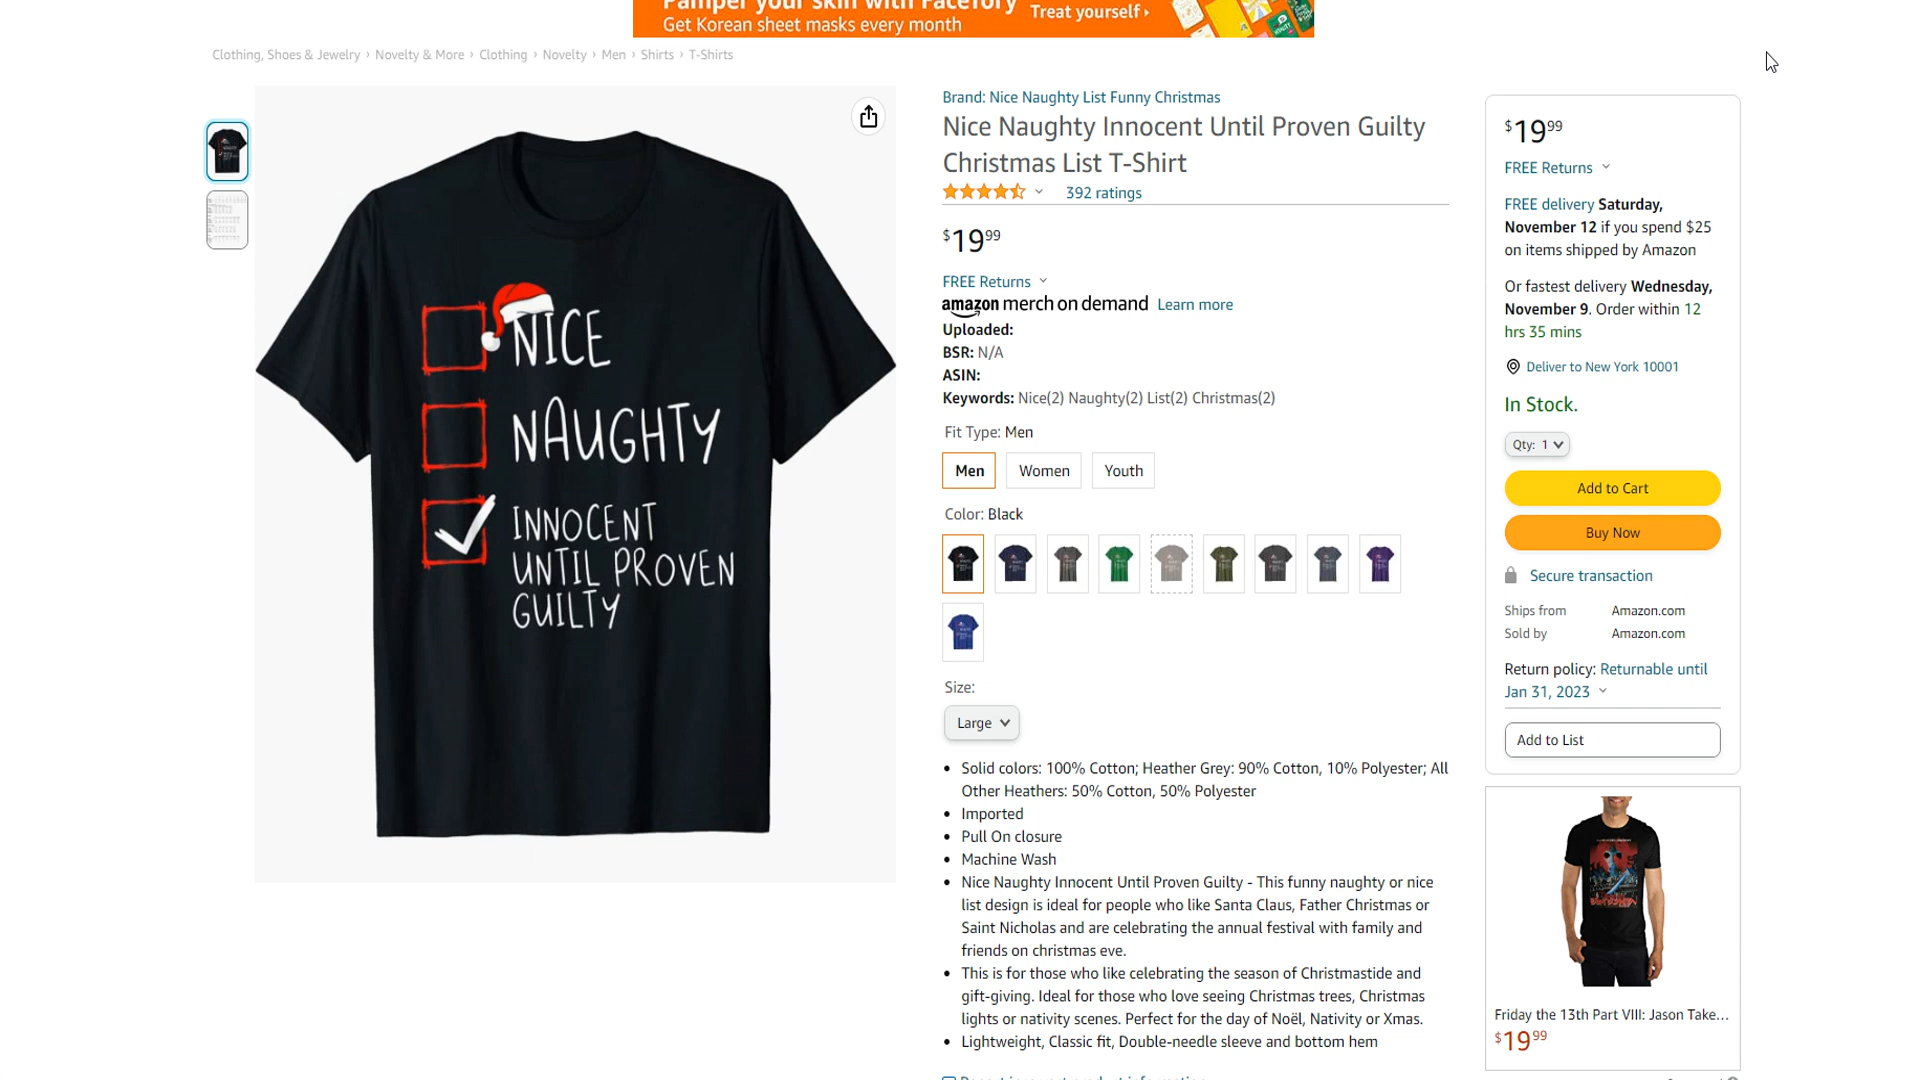 Pamper your skin with FaceTory
Get Korean sheet masks every month
Treat yourself ›
Clothing, Shoes & Jewelry › Novelty & More › Clothing › Novelty › Men › Shirts › T-Shirts
NICE
NAUGHTY
INNOCENT
UNTIL PROVEN
GUILTY
Brand: Nice Naughty List Funny Christmas
Nice Naughty Innocent Until Proven Guilty
Christmas List T-Shirt
392 ratings
$19.99
FREE Returns
amazon merch on demand Learn more
Uploaded:
BSR: N/A
ASIN:
Keywords: Nice(2) Naughty(2) List(2) Christmas(2)
Fit Type: Men
Men Women Youth
Color: Black
Size:
Large
• Solid colors: 100% Cotton; Heather Grey: 90% Cotton, 10% Polyester; All
Other Heathers: 50% Cotton, 50% Polyester
• Imported
• Pull On closure
• Machine Wash
• Nice Naughty Innocent Until Proven Guilty - This funny naughty or nice
list design is ideal for people who like Santa Claus, Father Christmas or
Saint Nicholas and are celebrating the annual festival with family and
friends on christmas eve.
• This is for those who like celebrating the season of Christmastide and
gift-giving. Ideal for those who love seeing Christmas trees, Christmas
lights or nativity scenes. Perfect for the day of Noël, Nativity or Xmas.
• Lightweight, Classic fit, Double-needle sleeve and bottom hem
$19.99
FREE Returns
FREE delivery Saturday,
November 12 if you spend $25
on items shipped by Amazon
Or fastest delivery Wednesday,
November 9. Order within 12
hrs 35 mins
Deliver to New York 10001
In Stock.
Qty: 1
Add to Cart
Buy Now
Secure transaction
Ships from Amazon.com
Sold by Amazon.com
Return policy: Returnable until
Jan 31, 2023
Add to List
Friday the 13th Part VIII: Jason Take...
$19.99